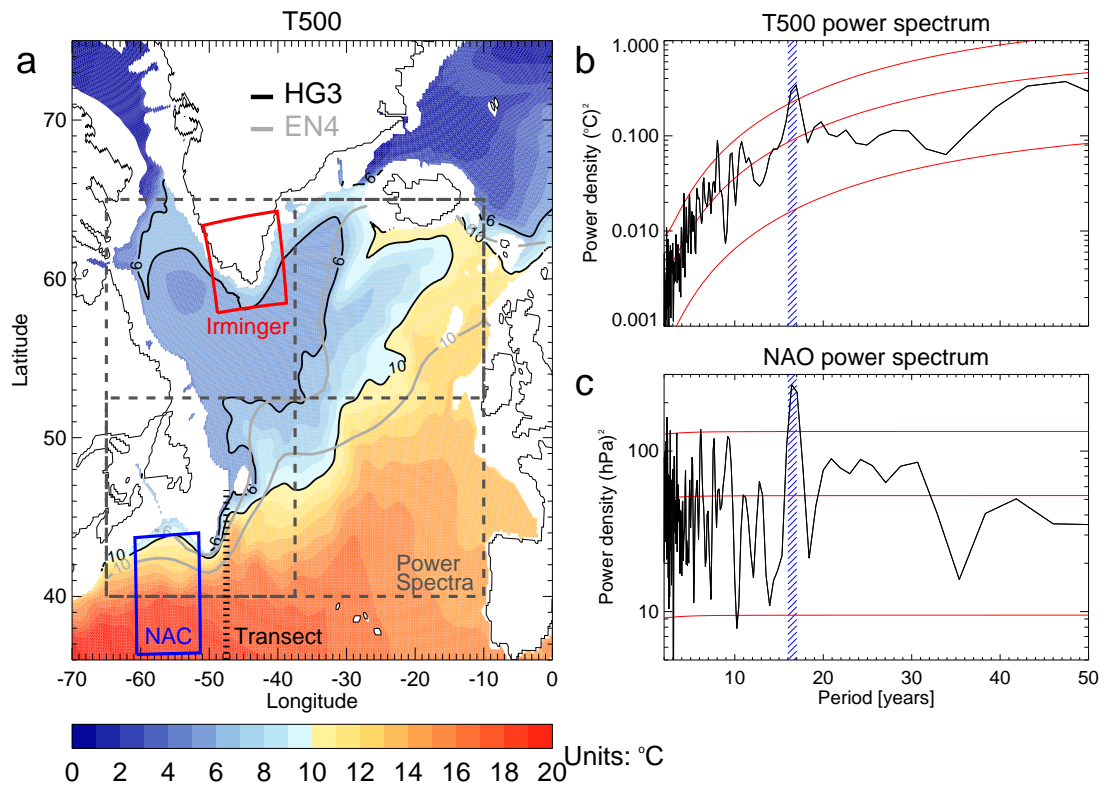 T500
a
HG3
EN4
70
60
50
40
Latitude
6
6
6
6
6
10
10
10
10
10
6
6
Irminger
NAC
Transect
Power
Spectra
-70 -60 -50 -40 -30 -20 -10 0
Longitude
0 2 4 6 8 10 12 14 16 18 20
Units: °C
T500 power spectrum
b
1.000
0.100
0.010
0.001
Power density (°C)²
NAO power spectrum
c
100
10
Power density (hPa)²
10 20 30 40 50
Period [years]